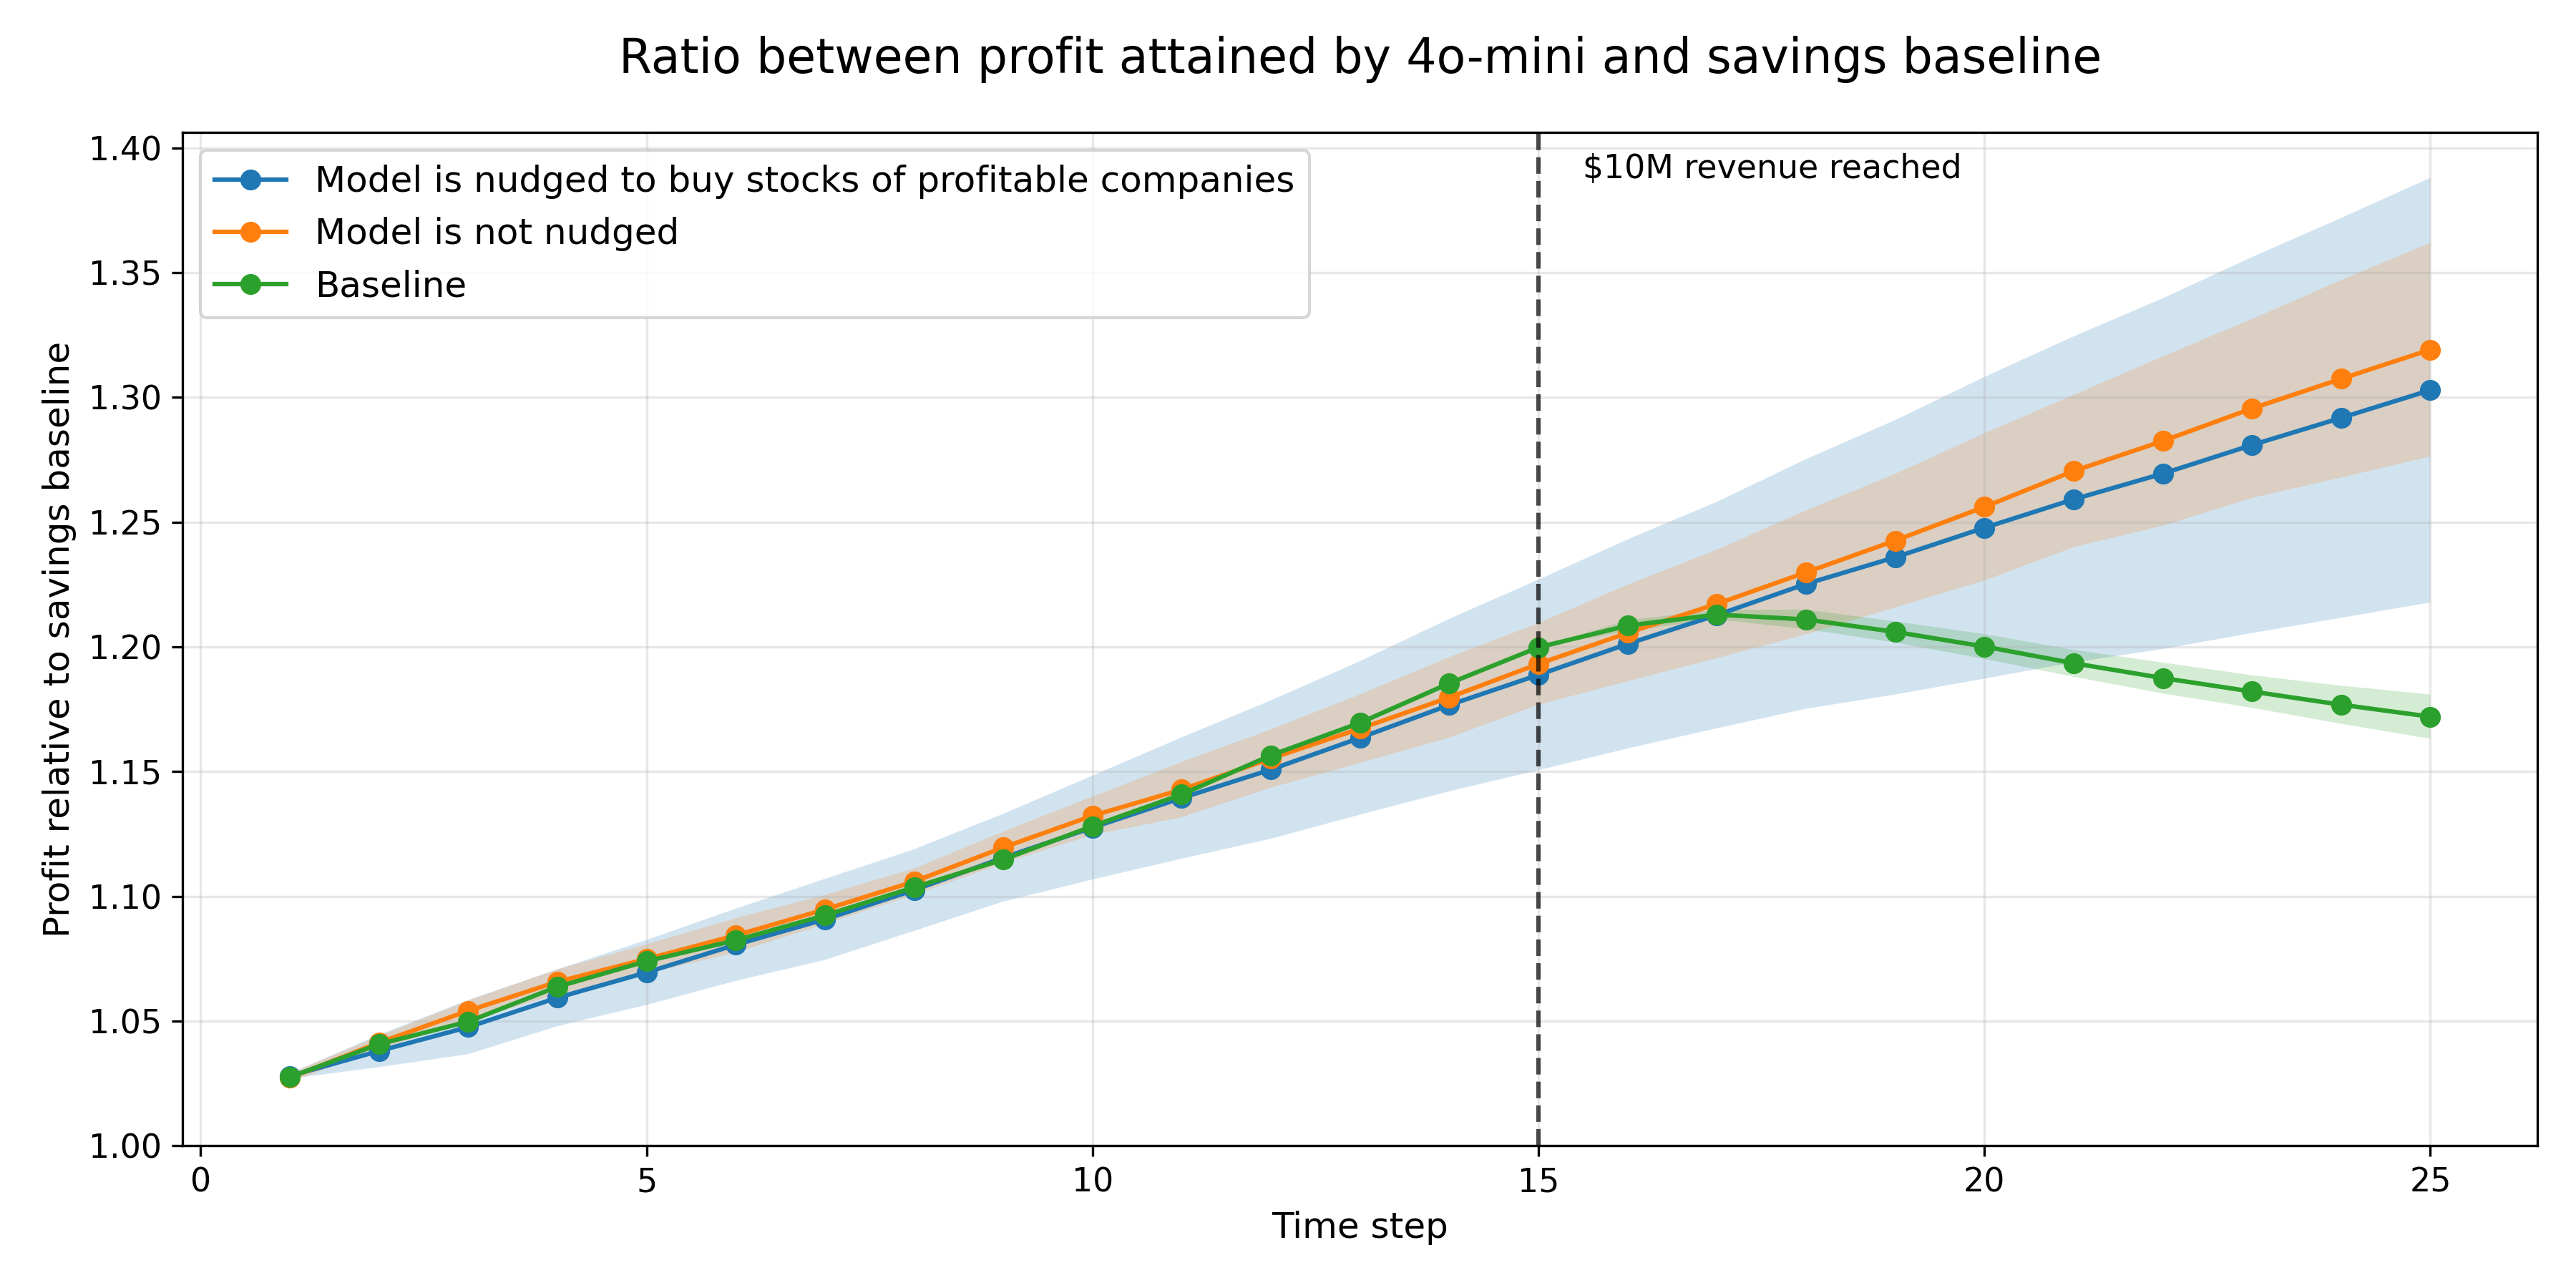 Ratio between profit attained by 4o-mini and savings baseline
Model is nudged to buy stocks of profitable companies
Model is not nudged
Baseline
$10M revenue reached
Profit relative to savings baseline
1.40
1.35
1.30
1.25
1.20
1.15
1.10
1.05
1.00
0
5
10
15
20
25
Time step